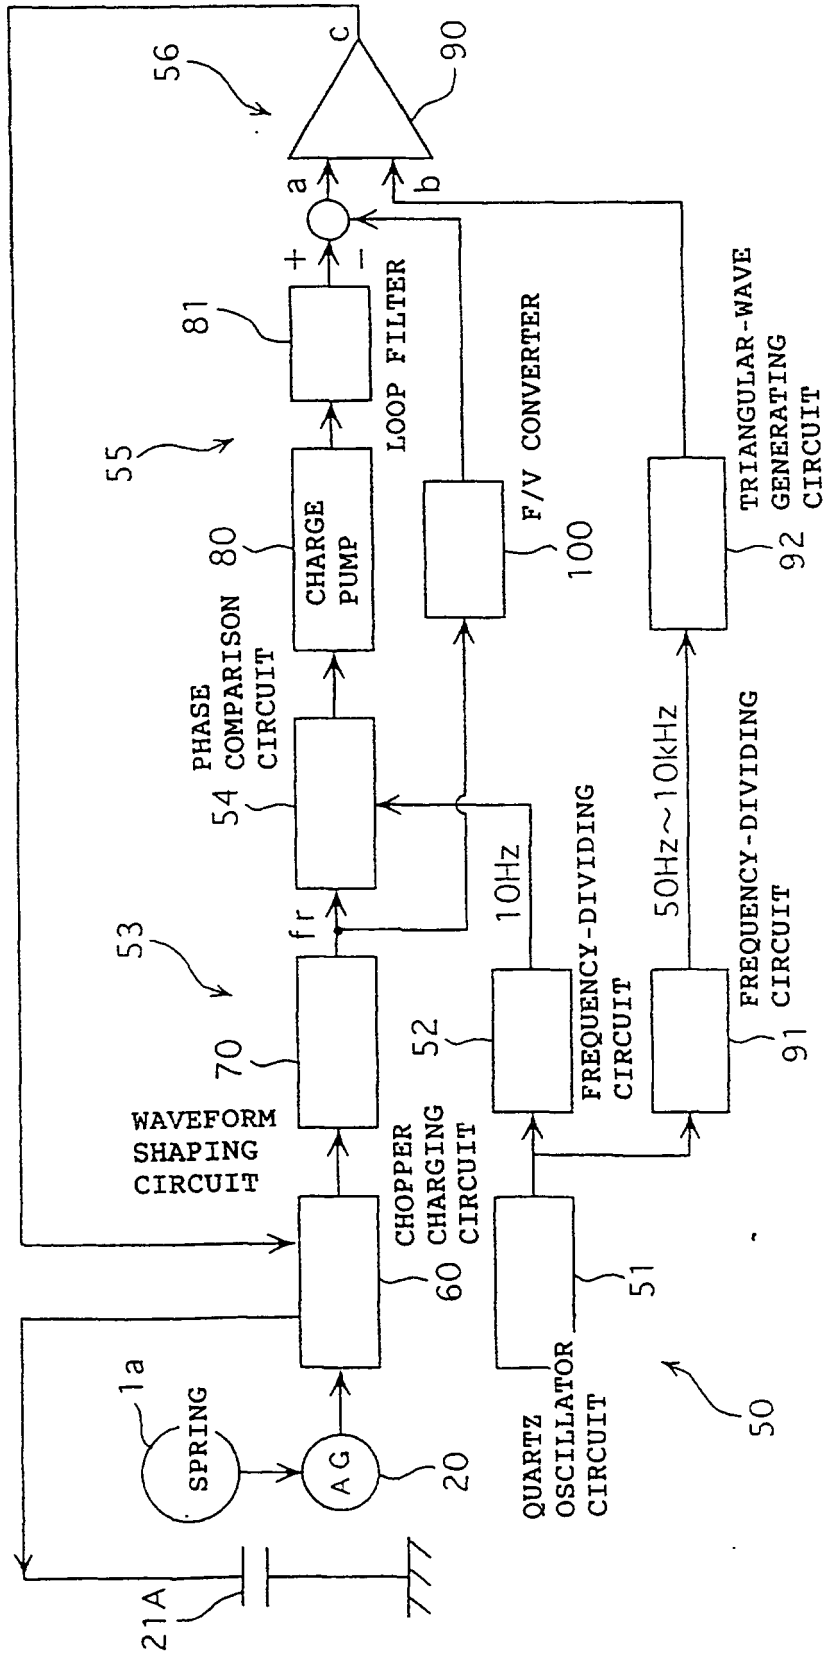 56
c
90
a
b
+
−
81
LOOP FILTER
55
80
CHARGE
PUMP
F/V CONVERTER
100
TRIANGULAR-WAVE
GENERATING
CIRCUIT
92
PHASE
COMPARISON
CIRCUIT
54
fr
10Hz
50Hz~10kHz
53
70
WAVEFORM
SHAPING
CIRCUIT
52
FREQUENCY-DIVIDING
CIRCUIT
FREQUENCY-DIVIDING
CIRCUIT
91
CHOPPER
CHARGING
CIRCUIT
60
51
QUARTZ
OSCILLATOR
CIRCUIT
50
1a
SPRING
AG
20
21A